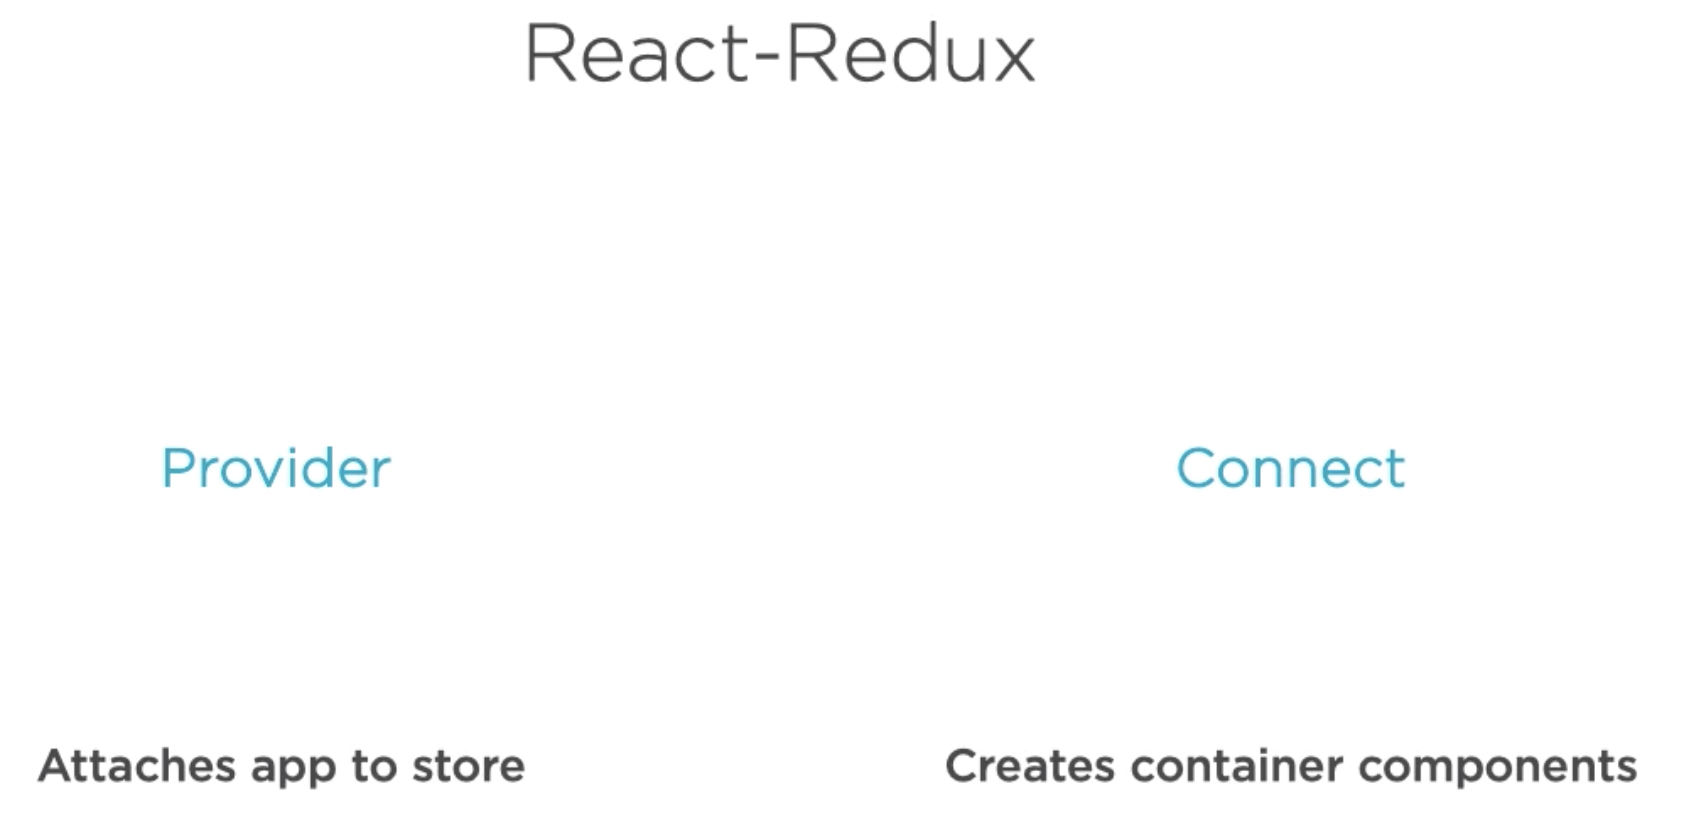 React-Redux
Provider
Connect
Attaches app to store
Creates container components